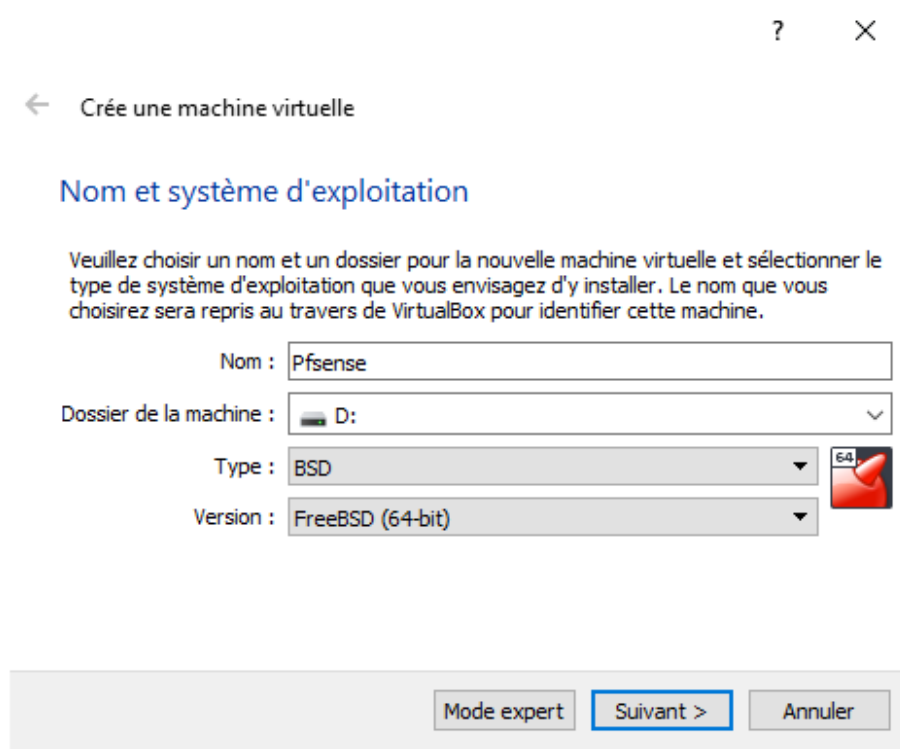 ?
Crée une machine virtuelle
Nom et système d'exploitation
Veuillez choisir un nom et un dossier pour la nouvelle machine virtuelle et sélectionner le
type de système d'exploitation que vous envisagez d'y installer. Le nom que vous
choisirez sera repris au travers de VirtualBox pour identifier cette machine.
Nom : Pfsense
Dossier de la machine : D:
Type : BSD
64
Version : FreeBSD (64-bit)
Mode expert Suivant > Annuler